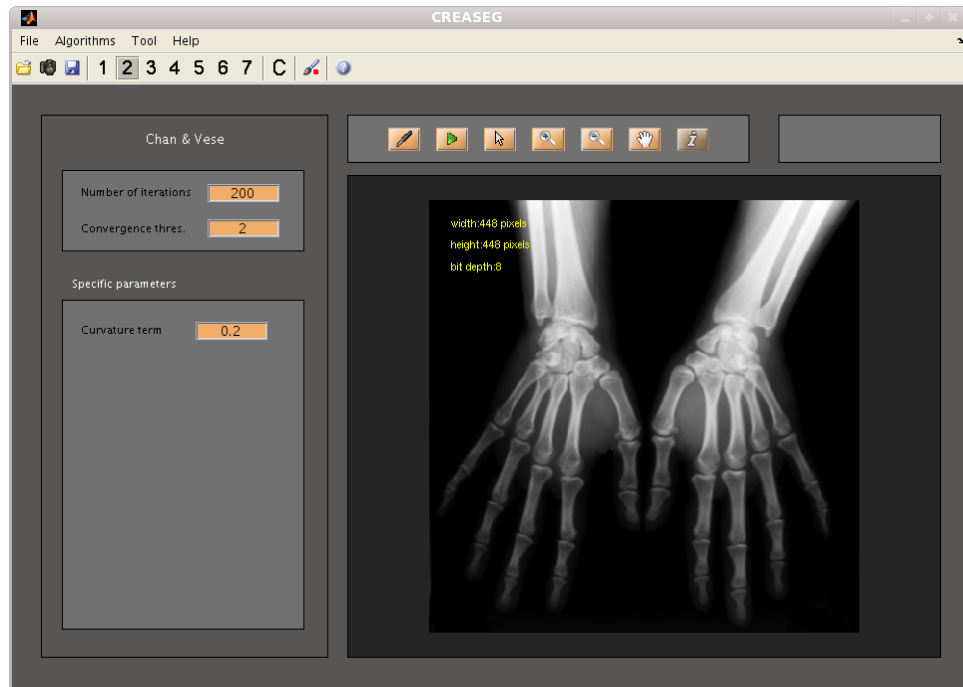 CREASEG
File Algorithms Tool Help
1 2 3 4 5 6 7 C
Chan & Vese
Number of iterations 200
Convergence thres. 2
Specific parameters
Curvature term 0.2
i
width:448 pixels
height:448 pixels
bit depth:8